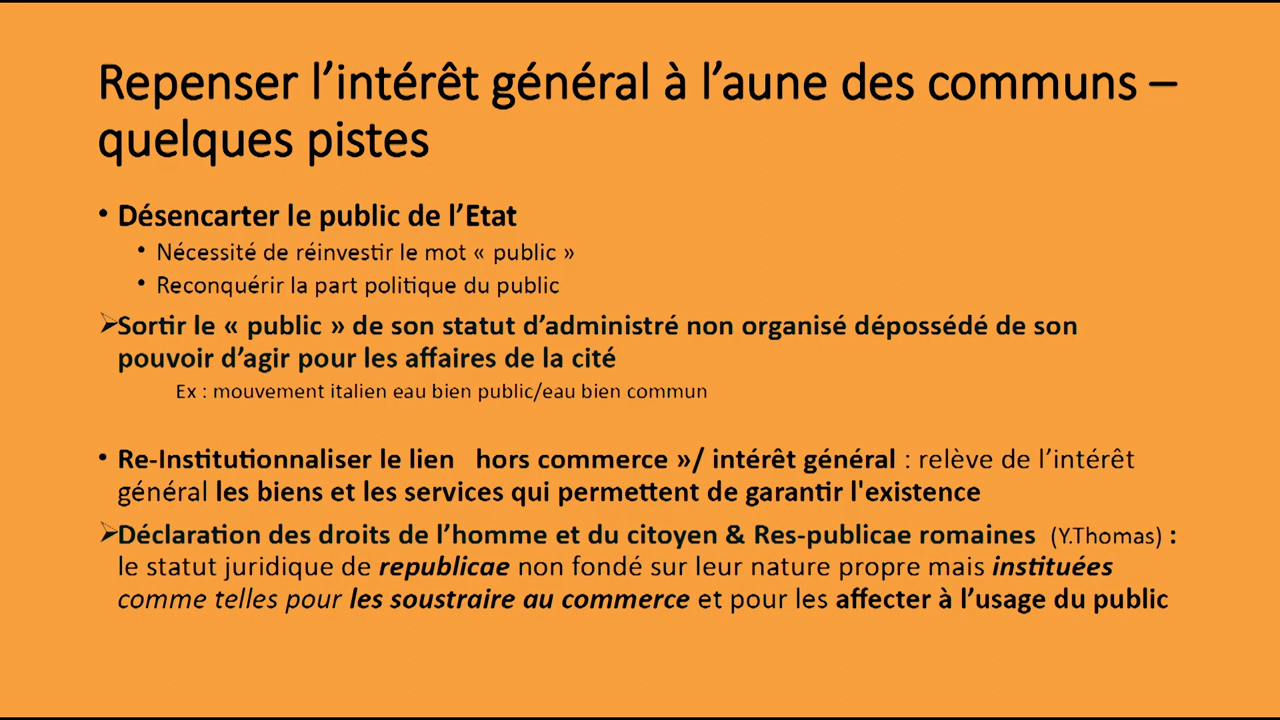 Repenser l’intérêt général à l’aune des communs –
quelques pistes
• Désencarter le public de l’Etat
• Nécessité de réinvestir le mot « public »
• Reconquérir la part politique du public
➢Sortir le « public » de son statut d’administré non organisé dépossédé de son
pouvoir d’agir pour les affaires de la cité
Ex : mouvement italien eau bien public/eau bien commun
• Re-Institutionnaliser le lien hors commerce »/ intérêt général : relève de l’intérêt
général les biens et les services qui permettent de garantir l'existence
➢Déclaration des droits de l’homme et du citoyen & Res-publicae romaines (Y.Thomas) :
le statut juridique de republicae non fondé sur leur nature propre mais instituées
comme telles pour les soustraire au commerce et pour les affecter à l’usage du public